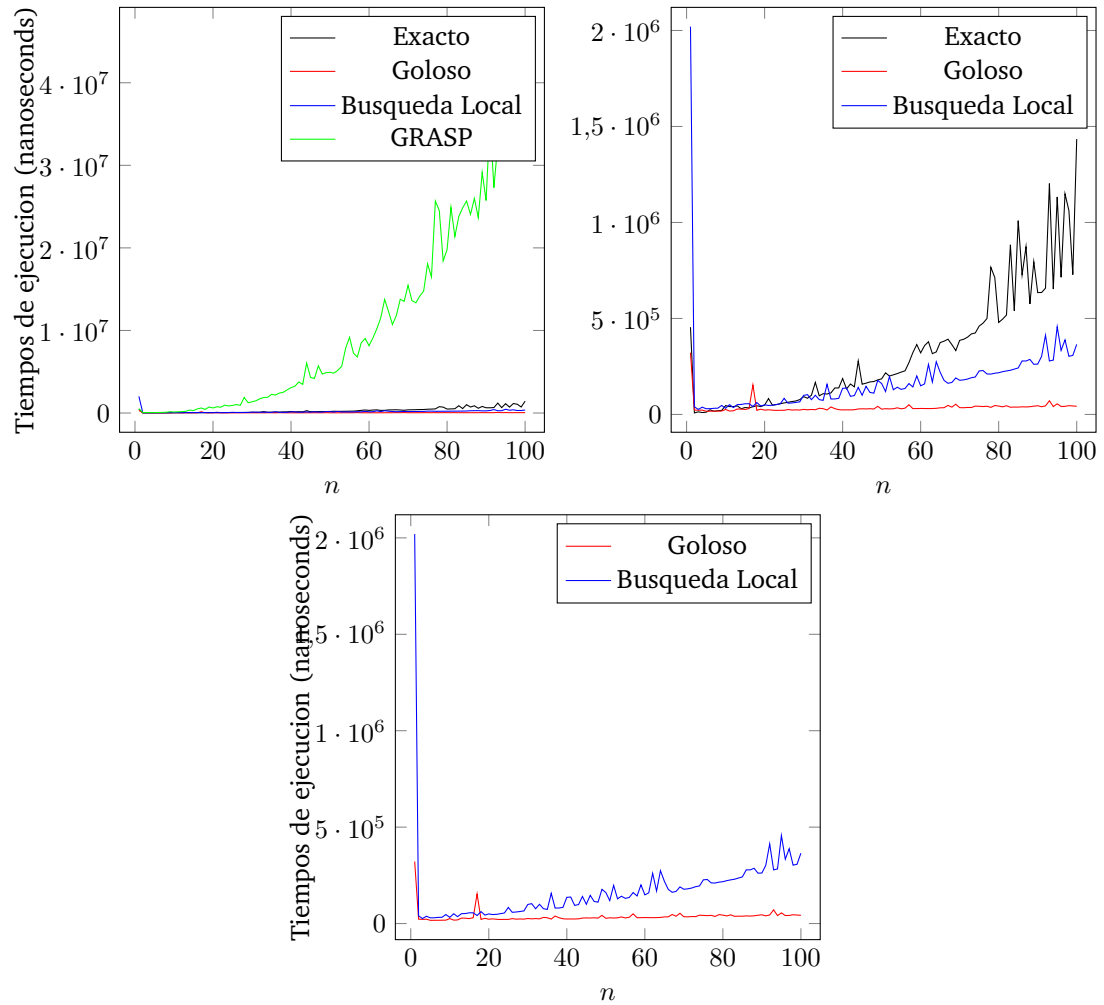 Tiempos de ejecucion (nanoseconds)
4 · 10^7
3 · 10^7
2 · 10^7
1 · 10^7
0
Exacto
Goloso
Busqueda Local
GRASP
0 20 40 60 80 100
n
2 · 10^6
1,5 · 10^6
1 · 10^6
5 · 10^5
0
Exacto
Goloso
Busqueda Local
0 20 40 60 80 100
n
Tiempos de ejecucion (nanoseconds)
2 · 10^6
1,5 · 10^6
1 · 10^6
5 · 10^5
0
Goloso
Busqueda Local
0 20 40 60 80 100
n